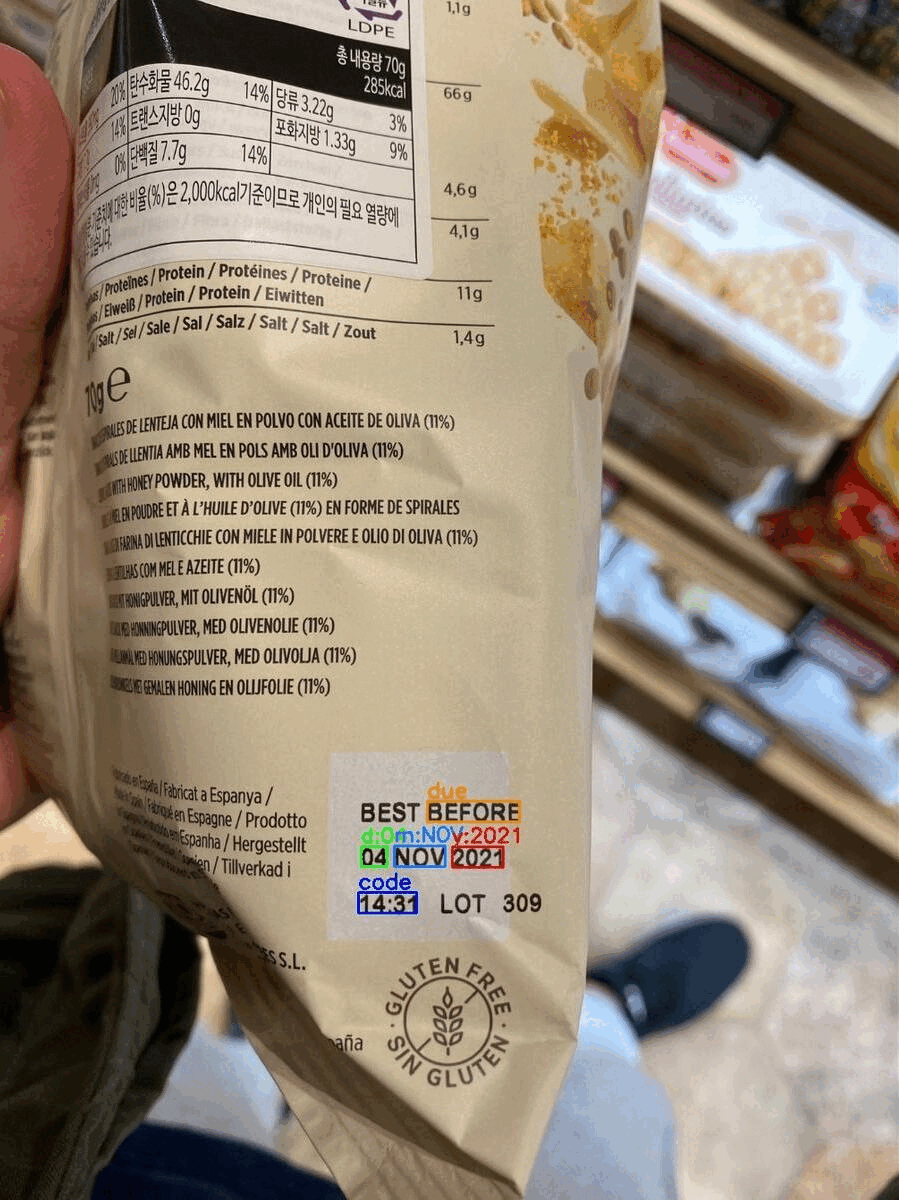 LDPE
총 내용량 70g
285kcal
20% 탄수화물 46.2g 14% 당류 3.22g 3%
14% 트랜스지방 0g 포화지방 1.33g 9%
0% 단백질 7.7g 14%
대한 비율(%)은 2,000kcal기준이므로 개인의 필요 열량에
1,1g
66g
4,6g
4,1g
/ Proteïnes / Protein / Protéines / Proteine /
/ Eiweiß / Protein / Protein / Eiwitten
11g
Salt / Sel / Sale / Sal / Salz / Salt / Salt / Zout
1,4g
70g e
DE LENTEJA CON MIEL EN POLVO CON ACEITE DE OLIVA (11%)
DE LLENTIA AMB MEL EN POLS AMB OLI D'OLIVA (11%)
WITH HONEY POWDER, WITH OLIVE OIL (11%)
EN POUDRE ET À L'HUILE D'OLIVE (11%) EN FORME DE SPIRALES
FARINA DI LENTICCHIE CON MIELE IN POLVERE E OLIO DI OLIVA (11%)
COM MEL E AZEITE (11%)
HONIGPULVER, MIT OLIVENÖL (11%)
HONNINGPULVER, MED OLIVENOLIE (11%)
MED HONUNGSPULVER, MED OLIVOLJA (11%)
MET GEMALEN HONING EN OLIJFOLIE (11%)
España / Fabricat a Espanya /
/ Fabriqué en Espagne / Prodotto
en Espanha / Hergestellt
/ Tillverkad i
S.L.
due
BEST BEFORE
d:0m:NOVy:2021
04 NOV 2021
code
14:31 LOT 309
GLUTEN FREE
SIN GLUTEN